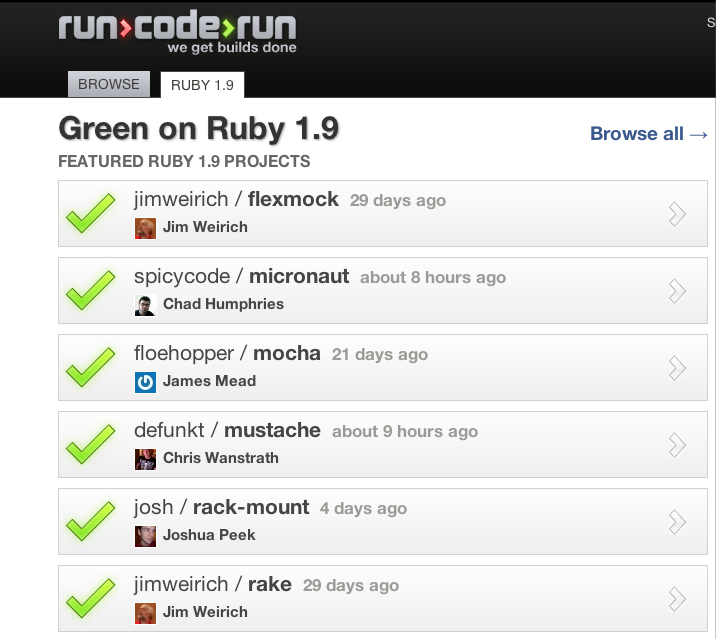 run>code>run
we get builds done
S
BROWSE
RUBY 1.9
Green on Ruby 1.9
Browse all →
FEATURED RUBY 1.9 PROJECTS
jimweirich / flexmock 29 days ago
Jim Weirich
spicycode / micronaut about 8 hours ago
Chad Humphries
floehopper / mocha 21 days ago
James Mead
defunkt / mustache about 9 hours ago
Chris Wanstrath
josh / rack-mount 4 days ago
Joshua Peek
jimweirich / rake 29 days ago
Jim Weirich